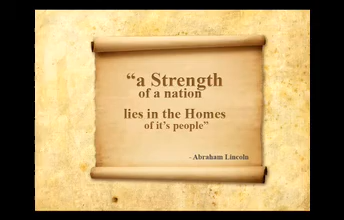 “a Strength
of a nation
lies in the Homes
of it’s people”
- Abraham Lincoln